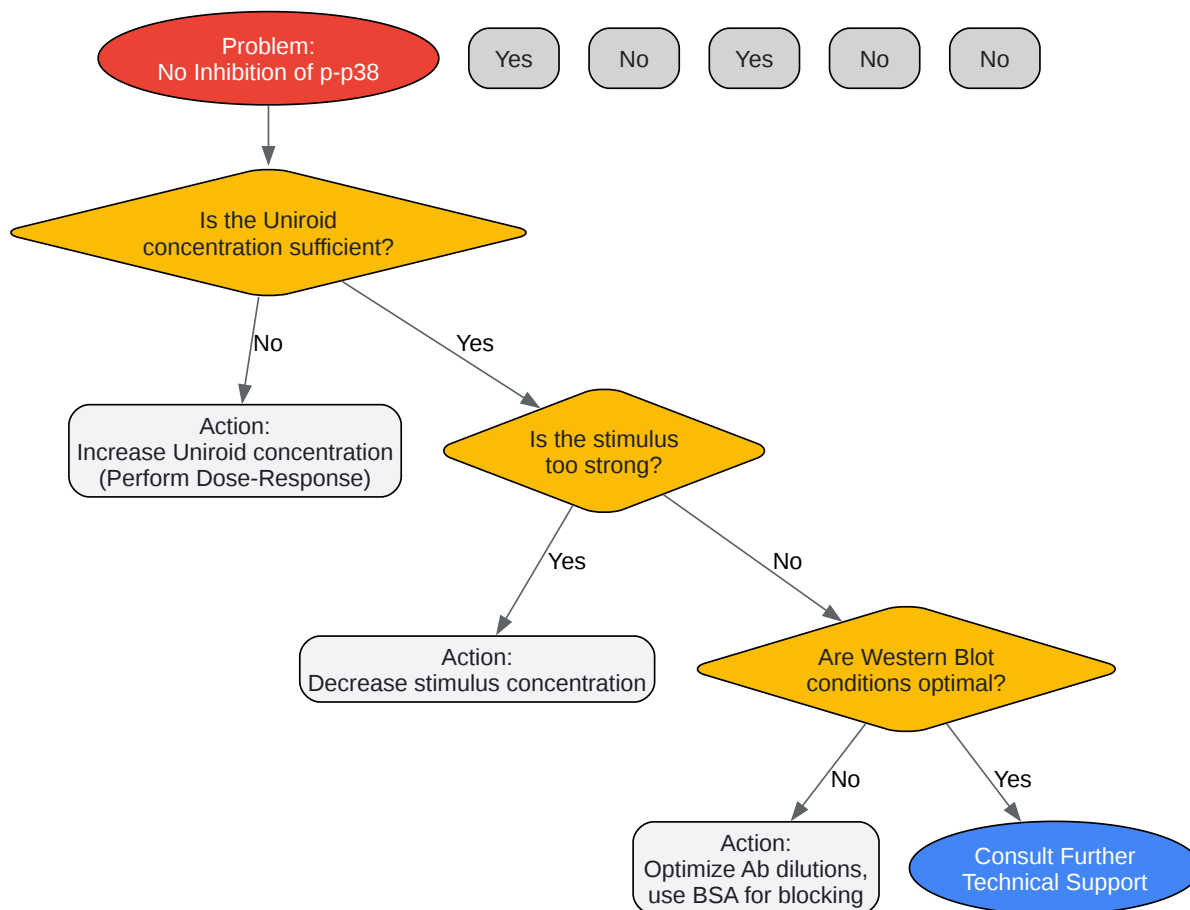 Problem:
No Inhibition of p-p38
Yes
No
Yes
No
No
Is the Uniroid
concentration sufficient?
No
Yes
Action:
Increase Uniroid concentration
(Perform Dose-Response)
Is the stimulus
too strong?
Yes
No
Action:
Decrease stimulus concentration
Are Western Blot
conditions optimal?
No
Yes
Action:
Optimize Ab dilutions,
use BSA for blocking
Consult Further
Technical Support